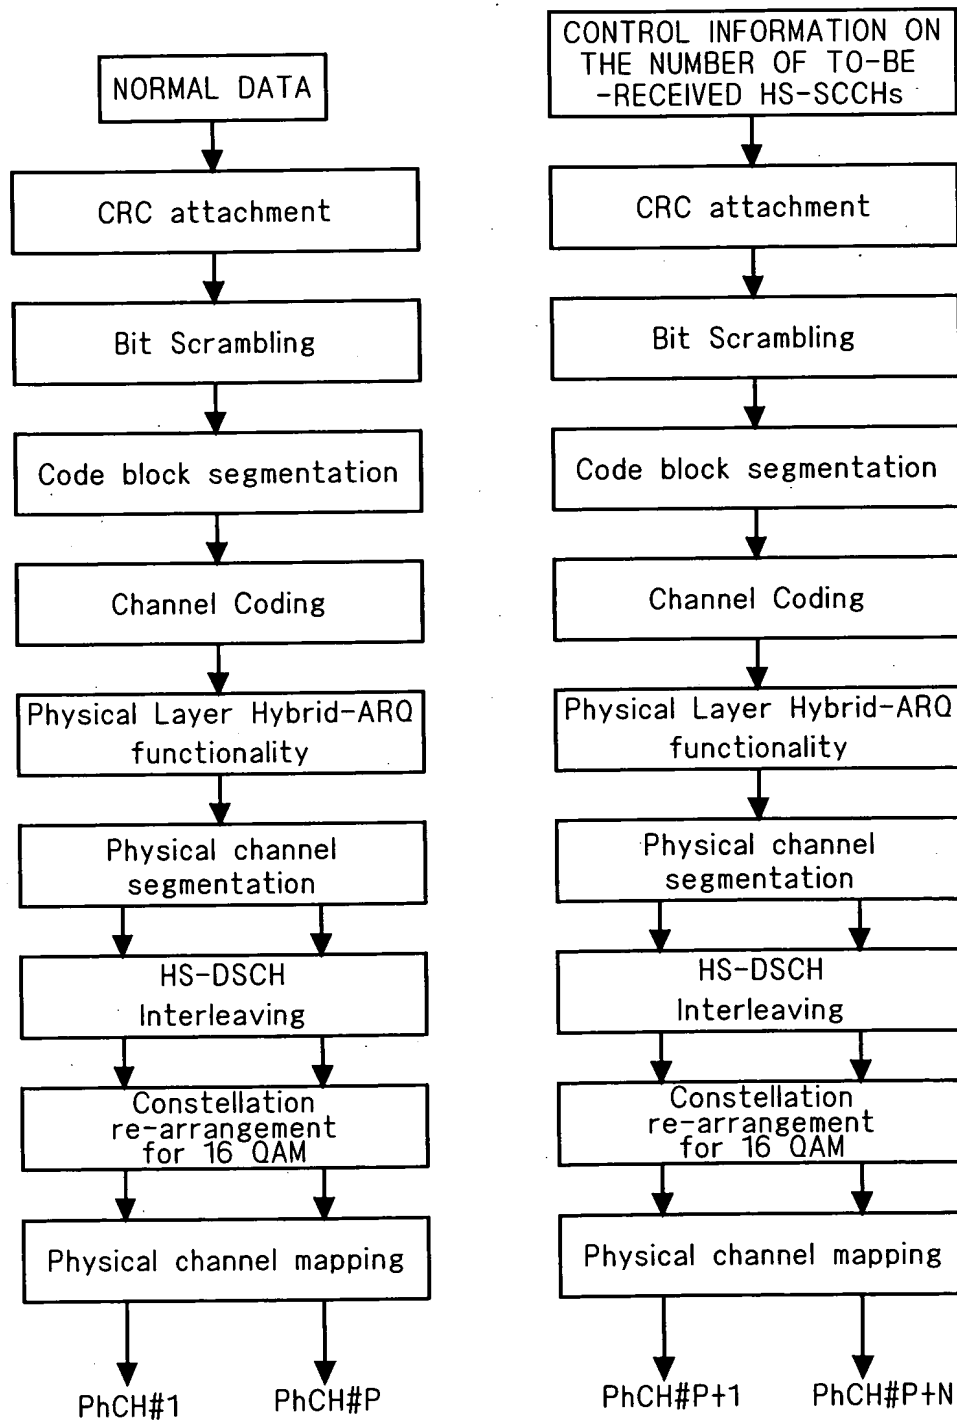 NORMAL DATA
CRC attachment
Bit Scrambling
Code block segmentation
Channel Coding
Physical Layer Hybrid-ARQ
functionality
Physical channel
segmentation
HS-DSCH
Interleaving
Constellation
re-arrangement
for 16 QAM
Physical channel mapping
PhCH#1
PhCH#P
CONTROL INFORMATION ON
THE NUMBER OF TO-BE
-RECEIVED HS-SCCHs
CRC attachment
Bit Scrambling
Code block segmentation
Channel Coding
Physical Layer Hybrid-ARQ
functionality
Physical channel
segmentation
HS-DSCH
Interleaving
Constellation
re-arrangement
for 16 QAM
Physical channel mapping
PhCH#P+1
PhCH#P+N